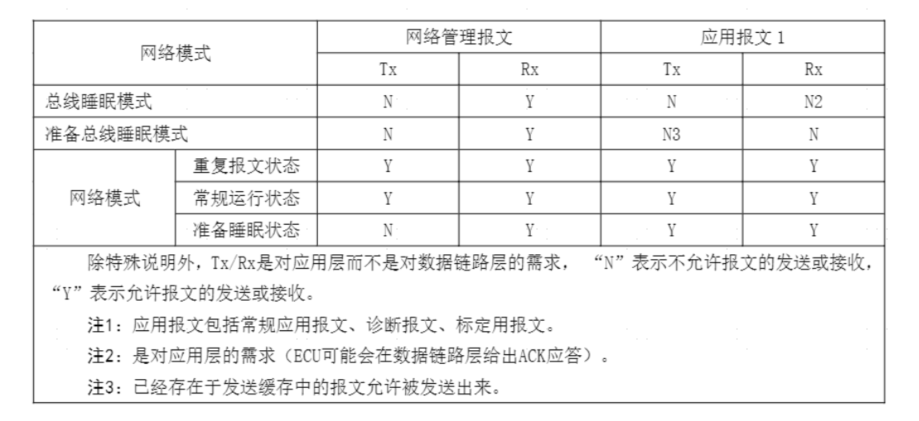 网络模式 网络管理报文 应用报文 1
Tx Rx Tx Rx
总线睡眠模式 N Y N N2
准备总线睡眠模式 N Y N3 N
网络模式 重复报文状态 Y Y Y Y
常规运行状态 Y Y Y Y
准备睡眠状态 N Y Y Y
除特殊说明外，Tx/Rx是对应用层而不是对数据链路层的需求， “N”表示不允许报文的发送或接收，
“Y”表示允许报文的发送或接收。
注1：应用报文包括常规应用报文、诊断报文、标定用报文。
注2：是对应用层的需求（ECU可能会在数据链路层给出ACK应答）。
注3：已经存在于发送缓存中的报文允许被发送出来。